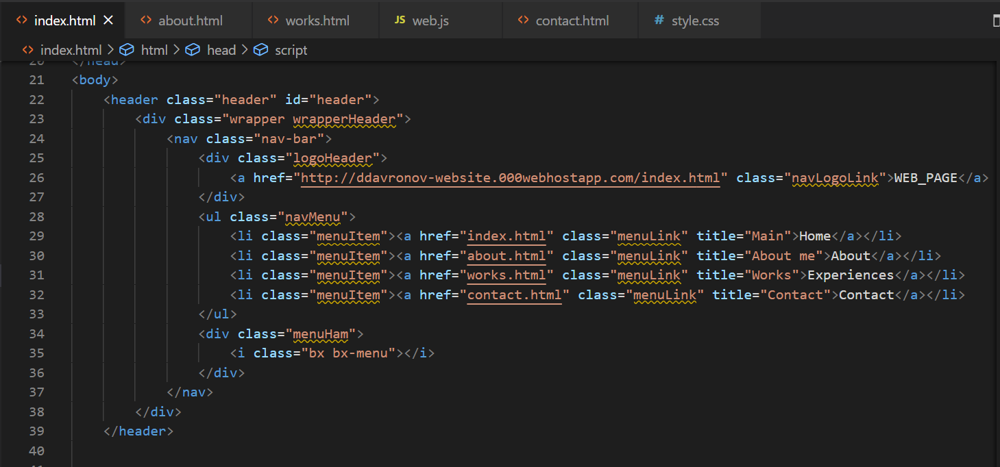 index.html
about.html
works.html
JS web.js
contact.html
# style.css
index.html > html > head > script
20 </head>
21 <body>
22 <header class="header" id="header">
23 <div class="wrapper wrapperHeader">
24 <nav class="nav-bar">
25 <div class="logoHeader">
26 <a href="http://ddavronov-website.000webhostapp.com/index.html" class="navLogoLink">WEB_PAGE</a>
27 </div>
28 <ul class="navMenu">
29 <li class="menuItem"><a href="index.html" class="menuLink" title="Main">Home</a></li>
30 <li class="menuItem"><a href="about.html" class="menuLink" title="About me">About</a></li>
31 <li class="menuItem"><a href="works.html" class="menuLink" title="Works">Experiences</a></li>
32 <li class="menuItem"><a href="contact.html" class="menuLink" title="Contact">Contact</a></li>
33 </ul>
34 <div class="menuHam">
35 <i class="bx bx-menu"></i>
36 </div>
37 </nav>
38 </div>
39 </header>
40